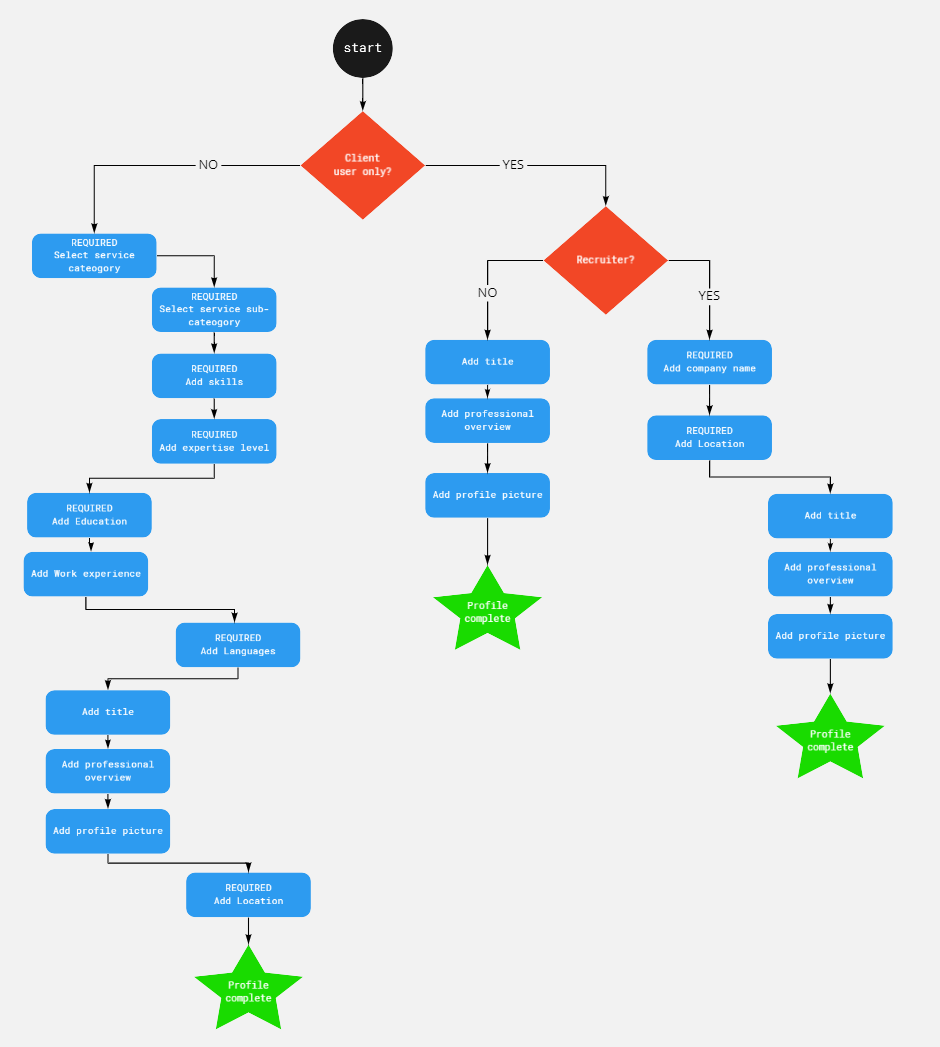 start
Client
user only?
NO
YES
REQUIRED
Select service
cateogory
REQUIRED
Select service sub-
cateogory
REQUIRED
Add skills
REQUIRED
Add expertise level
REQUIRED
Add Education
Add Work experience
REQUIRED
Add Languages
Add title
Add professional
overview
Add profile picture
REQUIRED
Add Location
Profile
complete
Recruiter?
NO
YES
Add title
Add professional
overview
Add profile picture
Profile
complete
REQUIRED
Add company name
REQUIRED
Add Location
Add title
Add professional
overview
Add profile picture
Profile
complete